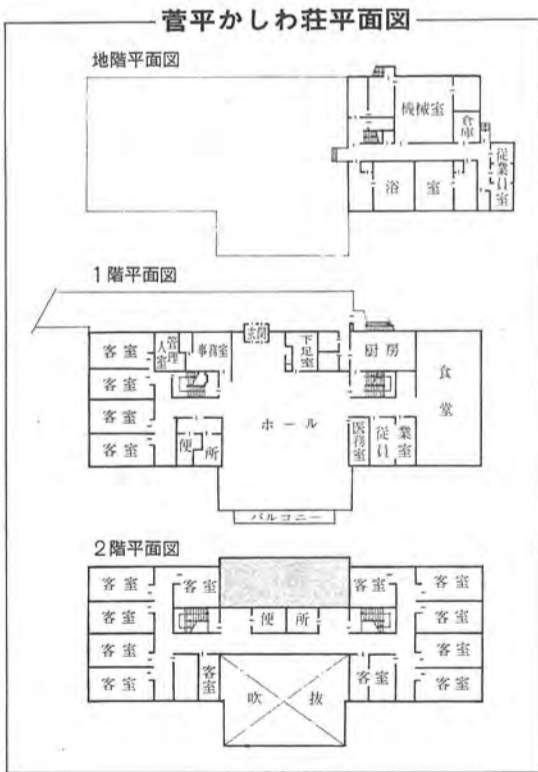 菅平かしわ荘平面図
地階平面図
機械室
倉庫
従業員室
浴室
1階平面図
客室
管理人室
事務室
玄関
下足室
厨房
食堂
客室
客室
客室
便所
ホール
医務室
従業員室
バルコニー
2階平面図
客室
客室
客室
客室
客室
便所
客室
客室
客室
客室
客室
吹抜
客室
客室